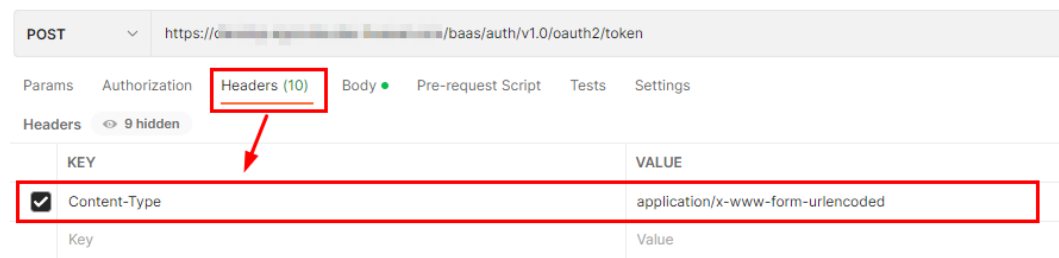 POST https://d /baas/auth/v1.0/oauth2/token
Params Authorization Headers (10) Body Pre-request Script Tests Settings
Headers 9 hidden
KEY VALUE
Content-Type application/x-www-form-urlencoded
Key Value